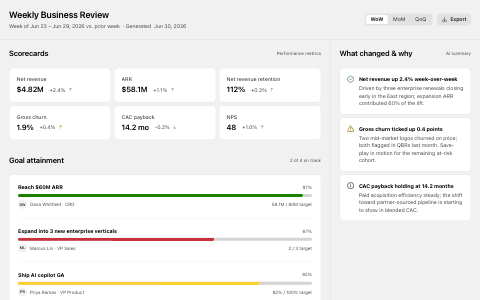 Weekly Business Review
Week of Jun 23 – Jun 29, 2026 vs. prior week · Generated Jun 30, 2026
WoW
MoM
QoQ
Export
Scorecards
Performance metrics
Net revenue
$4.82M
+2.4% ↑
ARR
$58.1M
+1.1% ↑
Net revenue retention
112%
+0.3% ↑
Gross churn
1.9%
+0.4% ↑
CAC payback
14.2 mo
-0.2% ↓
NPS
48
+1.0% ↑
Goal attainment
2 of 4 on track
Reach $60M ARR
97%
DW
Dana Whitfield · CRO
58.1M / 60M target
Expand into 3 new enterprise verticals
67%
ML
Marcus Lin · VP Sales
2 / 3 target
Ship AI copilot GA
82%
PR
Priya Raman · VP Product
82% / 100% target
What changed & why
AI summary
Net revenue up 2.4% week-over-week
Driven by three enterprise renewals closing
early in the East region; expansion ARR
contributed 60% of the lift.
Gross churn ticked up 0.4 points
Two mid-market logos churned on price;
both flagged in QBRs last month. Save-
play in motion for the remaining at-risk
cohort.
CAC payback holding at 14.2 months
Paid acquisition efficiency steady; the shift
toward partner-sourced pipeline is starting
to show in blended CAC.